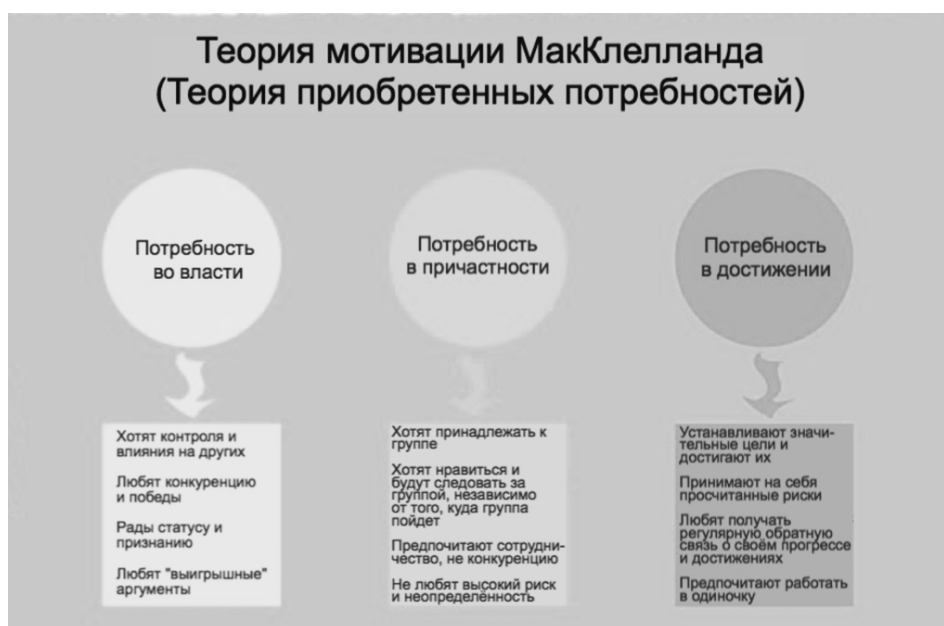 Теория мотивации МакКлелланда
(Теория приобретенных потребностей)
Потребность
во власти
Хотят контроля и
влияния на других
Любят конкуренцию
и победы
Рады статусу и
признанию
Любят "выигрышные"
аргументы
Потребность
в причастности
Хотят принадлежать к
группе
Хотят нравиться и
будут следовать за
группой, независимо
от того, куда группа
пойдет
Предпочитают сотрудни-
чество, не конкуренцию
Не любят высокий риск
и неопределённость
Потребность
в достижении
Устанавливают значи-
тельные цели и
достигают их
Принимают на себя
просчитанные риски
Любят получать
регулярную обратную
связь о своём прогрессе
и достижениях
Предпочитают работать
в одиночку